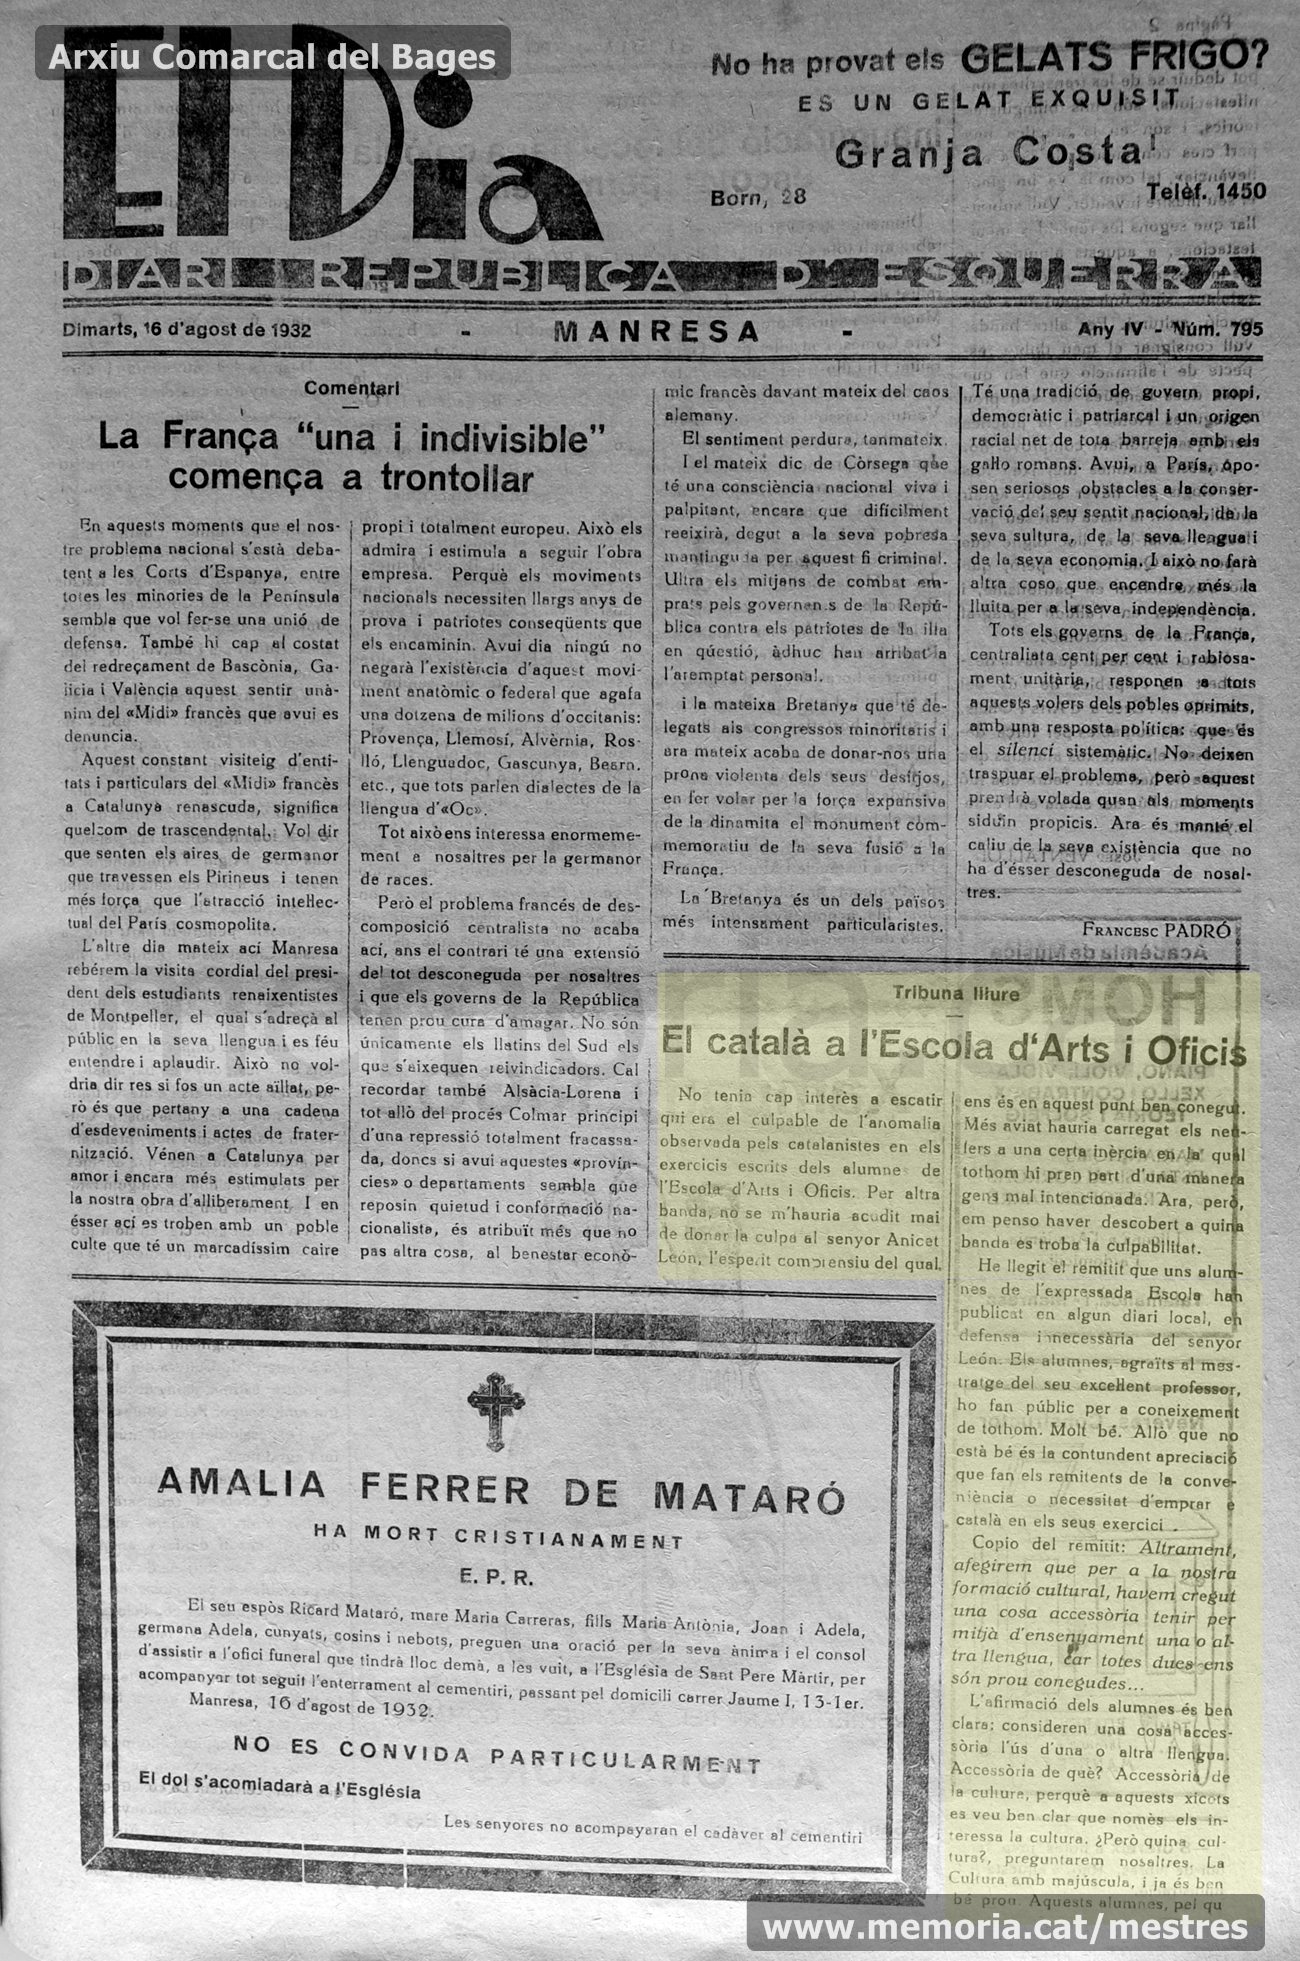 Arxiu Comarcal del Bages
El Dia
No ha provat els GELATS FRIGO?
ES UN GELAT EXQUISIT
Granja Costa
Born, 28
Telèf. 1450
DIARI REPUBLICA D'ESQUERRA
Dimarts, 16 d'agost de 1932 - MANRESA - Any IV - Núm. 795
Comentari
La França “una i indivisible”
comença a trontollar
En aquests moments que el nos-
tre problema nacional s'està deba-
tent a les Corts d'Espanya, entre
totes les minories de la Península
sembla que vol fer-se una unió de
defensa. També hi cap al costat
del redreçament de Bascònia, Ga-
lícia i València aquest sentir unà-
nim del «Midi» francès que avui es
denuncia.
Aquest constant visiteig d'enti-
tats i particulars del «Midi» francès
a Catalunya renascuda, significa
quelcom de trascendental. Vol dir
que senten els aires de germanor
que travessen els Pirineus i tenen
més força que l'atracció intel·lec-
tual del París cosmopolita.
L'altre dia mateix ací Manresa
rebérem la visita cordial del presi-
dent dels estudiants renaixentistes
de Montpeller, el qual s'adreçà al
públic en la seva llengua i es féu
entendre i aplaudir. Això no vol-
dria dir res si fos un acte aïllat, pe-
rò és que pertany a una cadena
d'esdeveniments i actes de frater-
nització. Vénen a Catalunya per
amor i encara més estimulats per
la nostra obra d'alliberament. I en
ésser ací es troben amb un poble
culte que té un marcadíssim caire
propi i totalment europeu. Això els
admira i estimula a seguir l'obra
empresa. Perquè els moviments
nacionals necessiten llargs anys de
prova i patriotes conseqüents que
els encaminin. Avui dia ningú no
negarà l'existència d'aquest movi-
ment anatòmic o federal que agafa
una dotzena de milions d'occitanis:
Provença, Llemosí, Alvèrnia, Ros-
lló, Llenguadoc, Gascunya, Bearn.
etc., que tots parlen dialectes de la
llengua d'«Oc».
Tot això ens interessa enormeme-
ment a nosaltres per la germanor
de races.
Però el problema francés de des-
composició centralista no acaba
ací, ans el contrari té una extensió
del tot desconeguda per nosaltres
i que els governs de la República
tenen prou cura d'amagar. No són
únicamente els llatins del Sud els
que s'aixequen reivindicadors. Cal
recordar també Alsàcia-Lorena i
tot allò del procés Colmar principi
d'una repressió totalment fracassa-
da, doncs si avui aquestes «provín-
cies» o departaments sembla que
reposin quietud i conformació na-
cionalista, és atribuït més que no
pas altra cosa, al benestar econò-
mic francès davant mateix del caos
alemany.
El sentiment perdura, tanmateix.
I el mateix dic de Còrsega que
té una consciència nacional viva i
palpitant, encara que difícilment
reeixirà, degut a la seva pobresa
mantinguda per aquest fi criminal.
Ultra els mitjans de combat em-
prats pels governents de la Repú-
blica contra els patriotes de la illa
en qüestió, àdhuc han arribat a
l'aremptat personal.
i la mateixa Bretanya que té de-
legats als congressos minoritaris i
ara mateix acaba de donar-nos una
prona violenta dels seus desitjos,
en fer volar per la força expansiva
de la dinamita el monument com-
memoratiu de la seva fusió a la
França.
La Bretanya és un dels països
més intensament particularistes.
Té una tradició de govern propi,
democràtic i patriarcal i un origen
racial net de tota barreja amb els
gal·lo romans. Avui, a París, opo-
sen seriosos obstacles a la conser-
vació del seu sentit nacional, de la
seva sultura, de la seva llengua i
de la seva economia. I això no farà
altra coso que encendre més la
lluita per a la seva independència.
Tots els governs de la França,
centraliata cent per cent i rabiosa-
ment unitària, responen a tots
aquests volers dels pobles oprimits,
amb una resposta política: que és
el silenci sistemàtic. No deixen
traspuar el problema, però aquest
prendrà volada quan als moments
siduïn propicis. Ara és manté el
caliu de la seva existència que no
ha d'ésser desconeguda de nosal-
tres.
FRANCESC PADRÓ
Tribuna lliure
El català a l'Escola d'Arts i Oficis
No tenia cap interès a escatir
qui era el culpable de l'anomalia
observada pels catalanistes en els
exercicis escrits dels alumnes de
l'Escola d'Arts i Oficis. Per altra
banda, no se m'hauria acudit mai
de donar la culpa al senyor Anicet
León, l'esperit comprensiu del qual
ens és en aquest punt ben conegut.
Més aviat hauria carregat els neu-
lers a una certa inèrcia en la qual
tothom hi pren part d'una manera
gens mal intencionada. Ara, però,
em penso haver descobert a quina
banda es troba la culpabilitat.
He llegit el remitit que uns alum-
nes de l'expressada Escola han
publicat en algun diari local, en
defensa innecessària del senyor
León. Els alumnes, agraïts al mes-
tratge del seu excel·lent professor,
ho fan públic per a coneixement
de tothom. Molt bé. Allò que no
està bé és la contundent apreciació
que fan els remitents de la conve-
niència o necessitat d'emprar e
català en els seus exercici .
Copio del remitit: Altrament,
afegirem que per a la nostra
formació cultural, havem cregut
una cosa accessòria tenir per
mitjà d'ensenyament una o al-
tra llengua, car totes dues ens
són prou conegudes...
L'afirmació dels alumnes és ben
clara; consideren una cosa acces-
sòria l'ús d'una o altra llengua.
Accessòria de què? Accessòria de
la cultura, perquè a aquests xicots
es veu ben clar que nomès els in-
teressa la cultura. ¿Però quina cul-
tura?, preguntarem nosaltres. La
Cultura amb majúscula, i ja és ben
bé prou. Aquests alumnes, pel qu
AMALIA FERRER DE MATARÓ
HA MORT CRISTIANAMENT
E. P. R.
El seu espòs Ricard Mataró, mare Maria Carreras, fills Maria Antònia, Joan i Adela,
germana Adela, cunyats, cosins i nebots, preguen una oració per la seva ànima i el consol
d'assistir a l'ofici funeral que tindrà lloc demà, a les vuit, a l'Església de Sant Pere Màrtir, per
acompanyar tot seguit l'enterrament al cementiri, passant pel domicili carrer Jaume I, 13-1er.
Manresa, 16 d'agost de 1932.
NO ES CONVIDA PARTICULARMENT
El dol s'acomiadarà a l'Església
Les senyores no acompayaran el cadàver al cementiri
www.memoria.cat/mestres